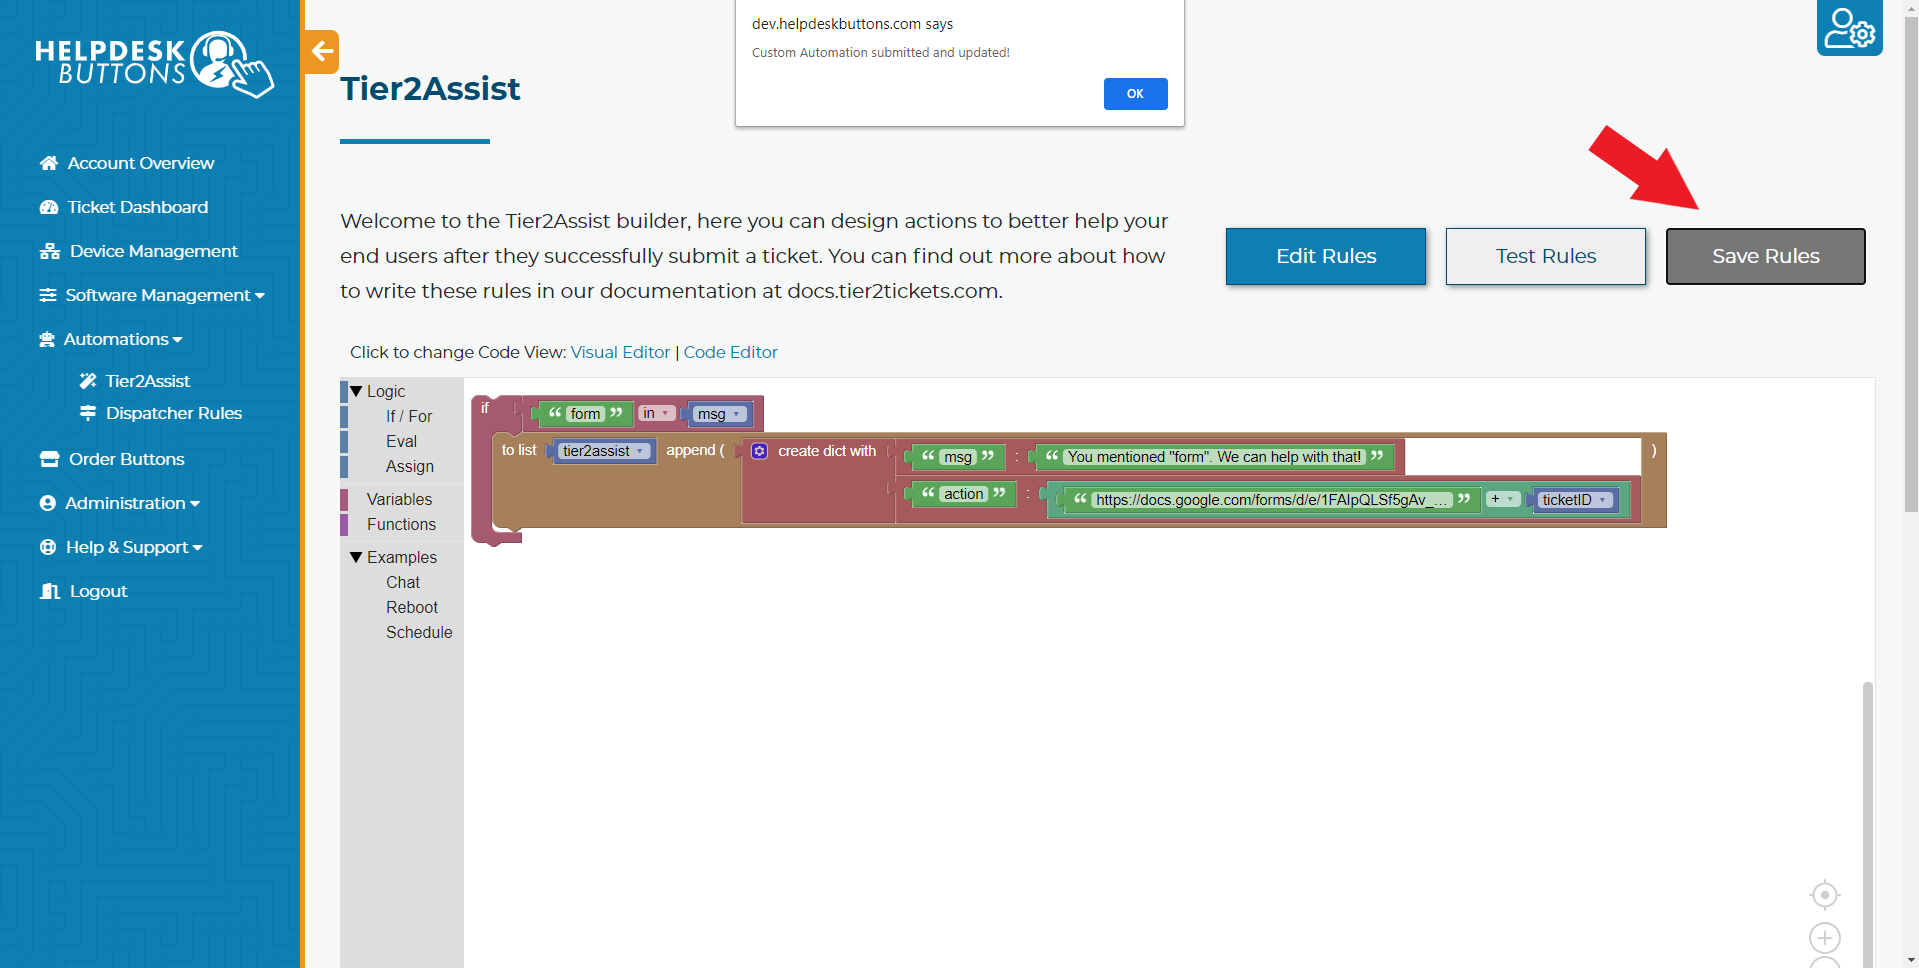 HELPDESK
BUTTONS
Account Overview
Ticket Dashboard
Device Management
Software Management
Automations
Tier2Assist
Dispatcher Rules
Order Buttons
Administration
Help & Support
Logout
dev.helpdeskbuttons.com says
Custom Automation submitted and updated!
OK
Tier2Assist
Welcome to the Tier2Assist builder, here you can design actions to better help your
end users after they successfully submit a ticket. You can find out more about how
to write these rules in our documentation at docs.tier2tickets.com.
Edit Rules
Test Rules
Save Rules
Click to change Code View: Visual Editor | Code Editor
Logic
If / For
Eval
Assign
Variables
Functions
Examples
Chat
Reboot
Schedule
if “ form ” in msg
to list tier2assist append ( create dict with “ msg ” : “ You mentioned "form". We can help with that! ” )
“ action ” : “ https://docs.google.com/forms/d/e/1FAIpQLSf5gAv_... ” + ticketID